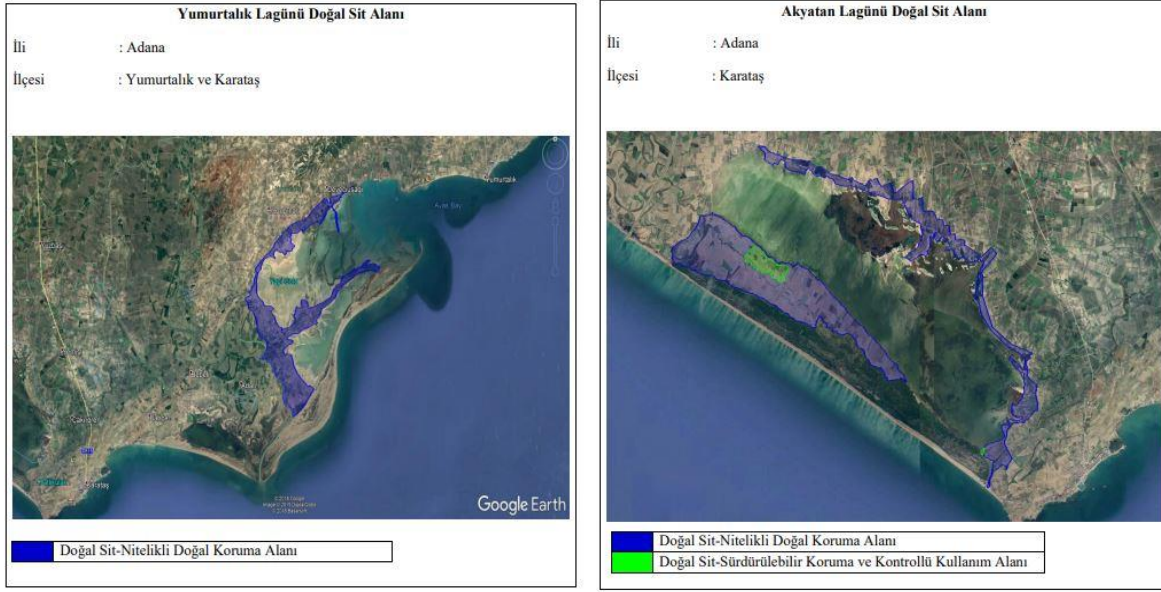 Yumurtalık Lagünü Doğal Sit Alanı
İli : Adana
İlçesi : Yumurtalık ve Karataş
Yumurtalık
Karataş
Google Earth
Doğal Sit-Nitelikli Doğal Koruma Alanı
Akyatan Lagünü Doğal Sit Alanı
İli : Adana
İlçesi : Karataş
Doğal Sit-Nitelikli Doğal Koruma Alanı
Doğal Sit-Sürdürülebilir Koruma ve Kontrollü Kullanım Alanı